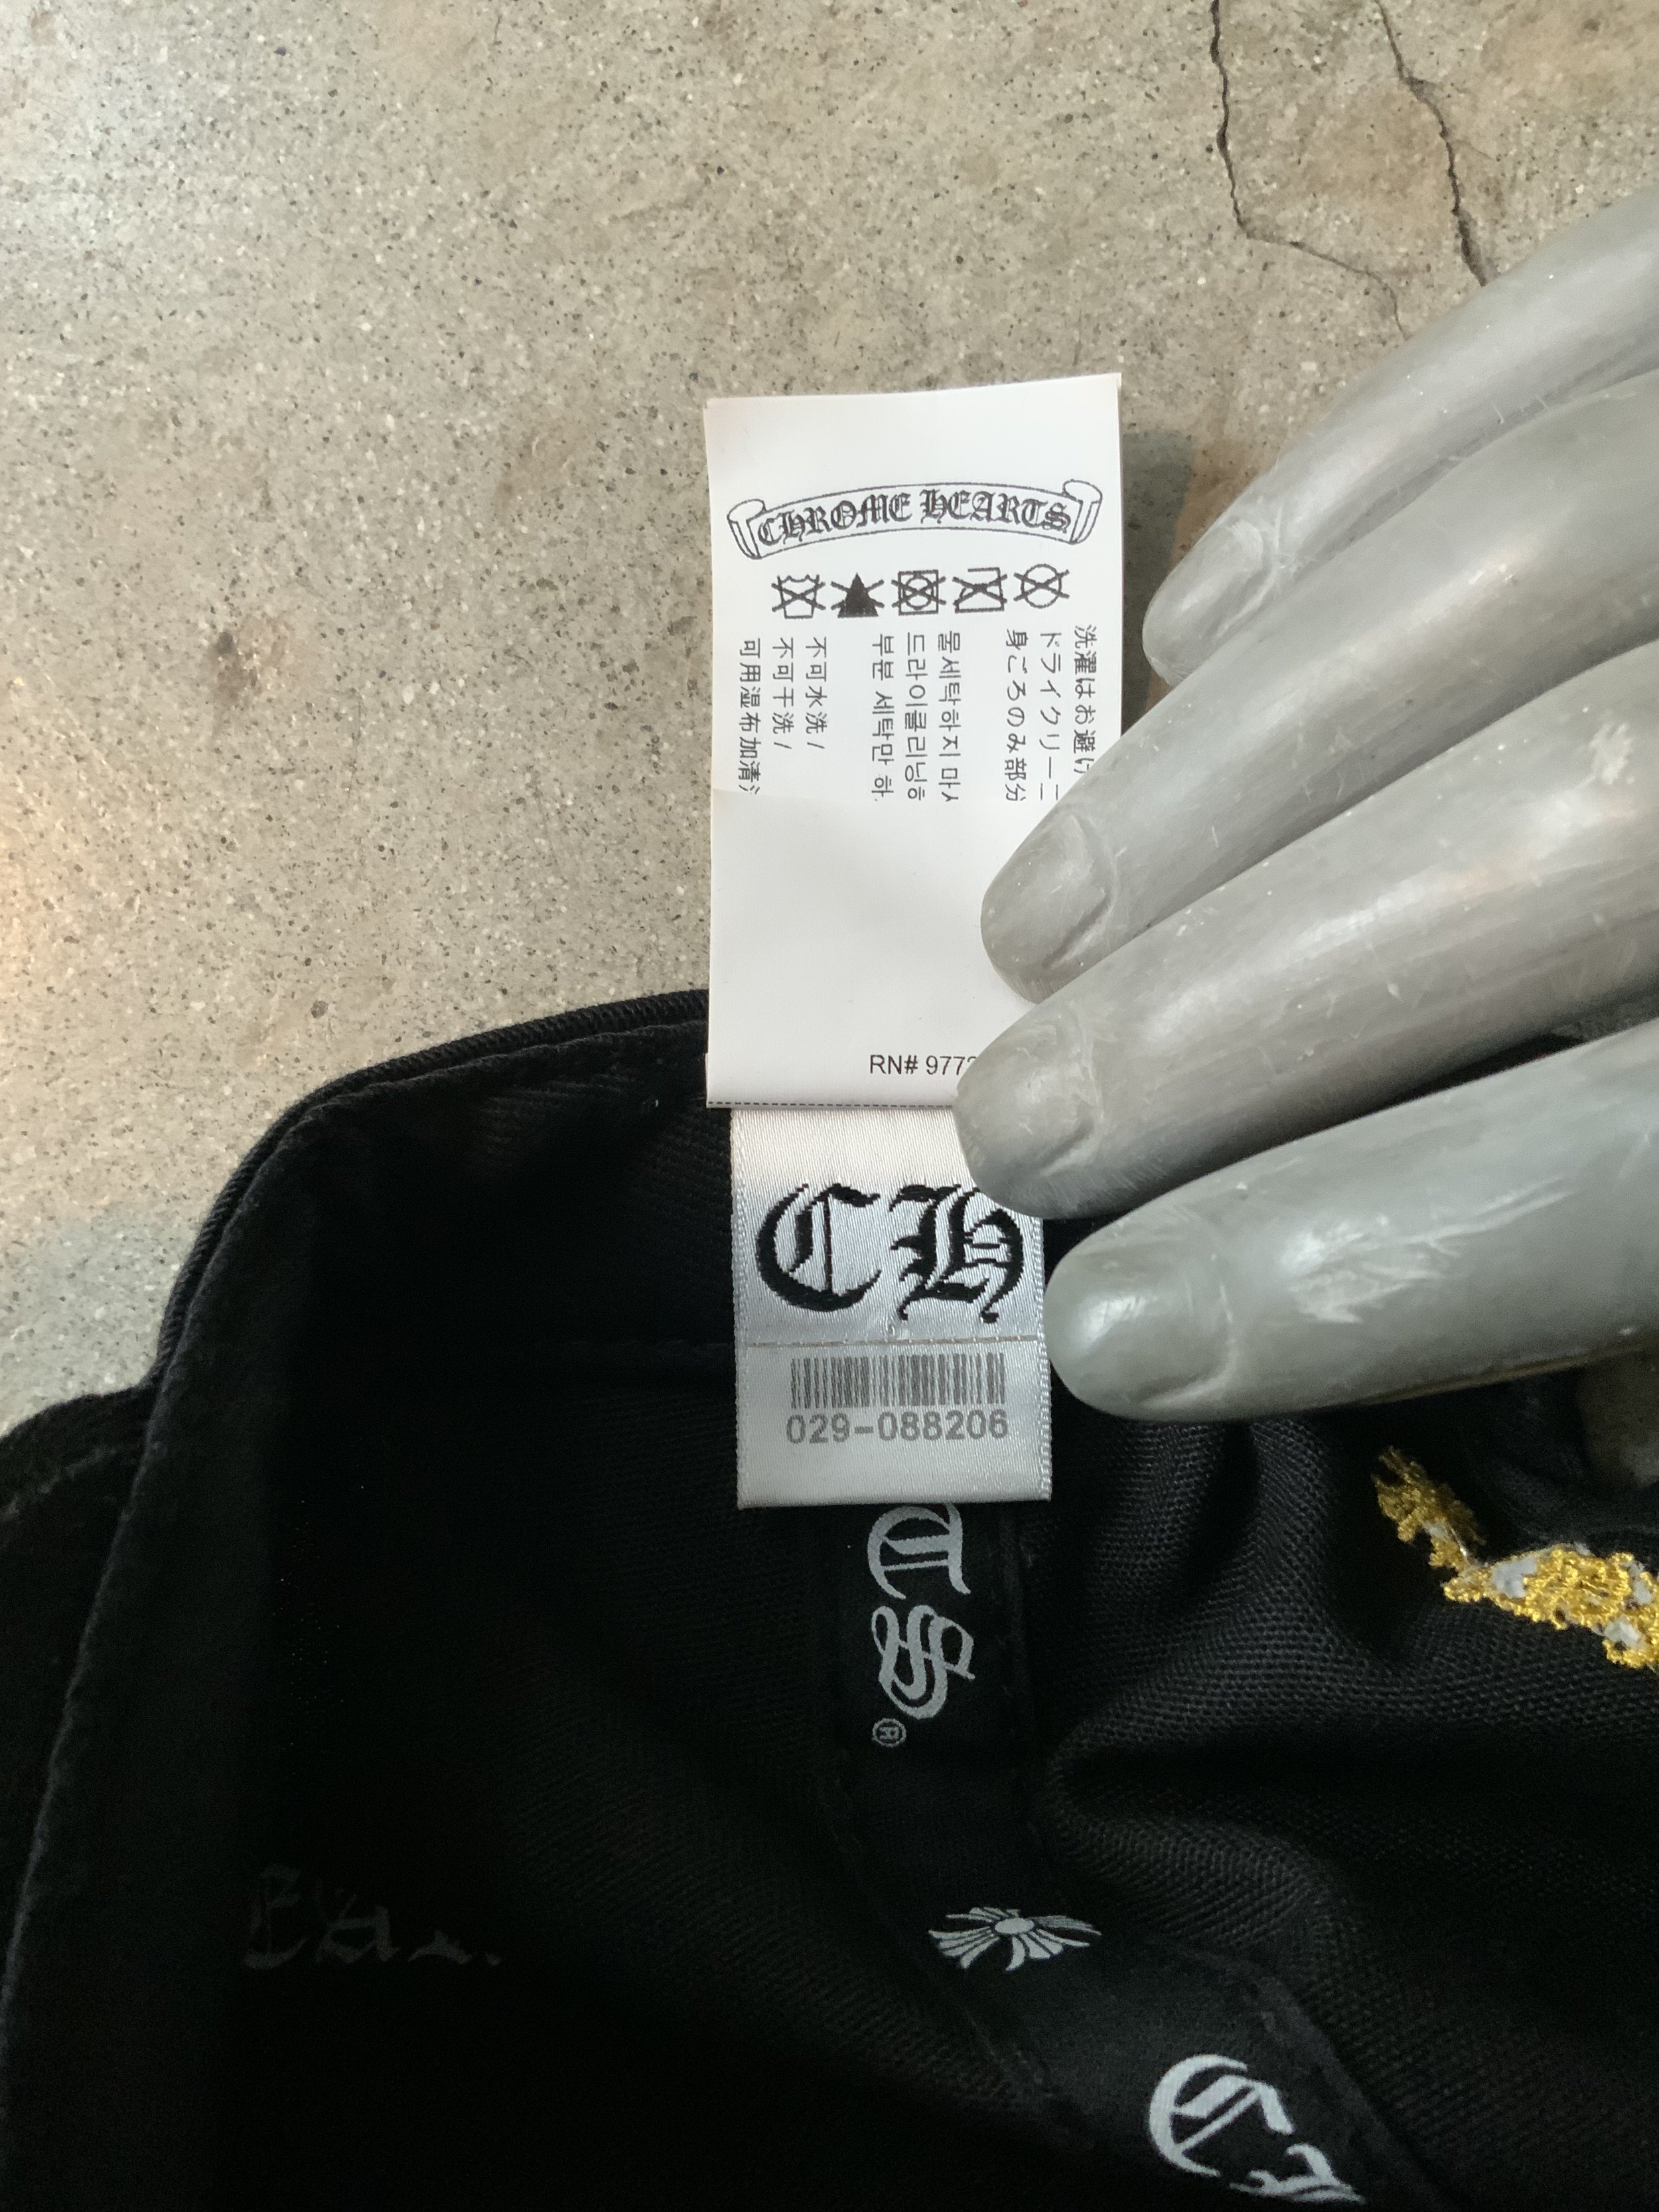 CHROME HEARTS
洗濯はお避け
ドライクリーニ
身ごろのみ部分
물세탁하지 마시
드라이클리닝하
부분 세탁만 하
不可水洗 /
不可干洗 /
可用湿布加清
RN# 977
CH
029-088206
TS®